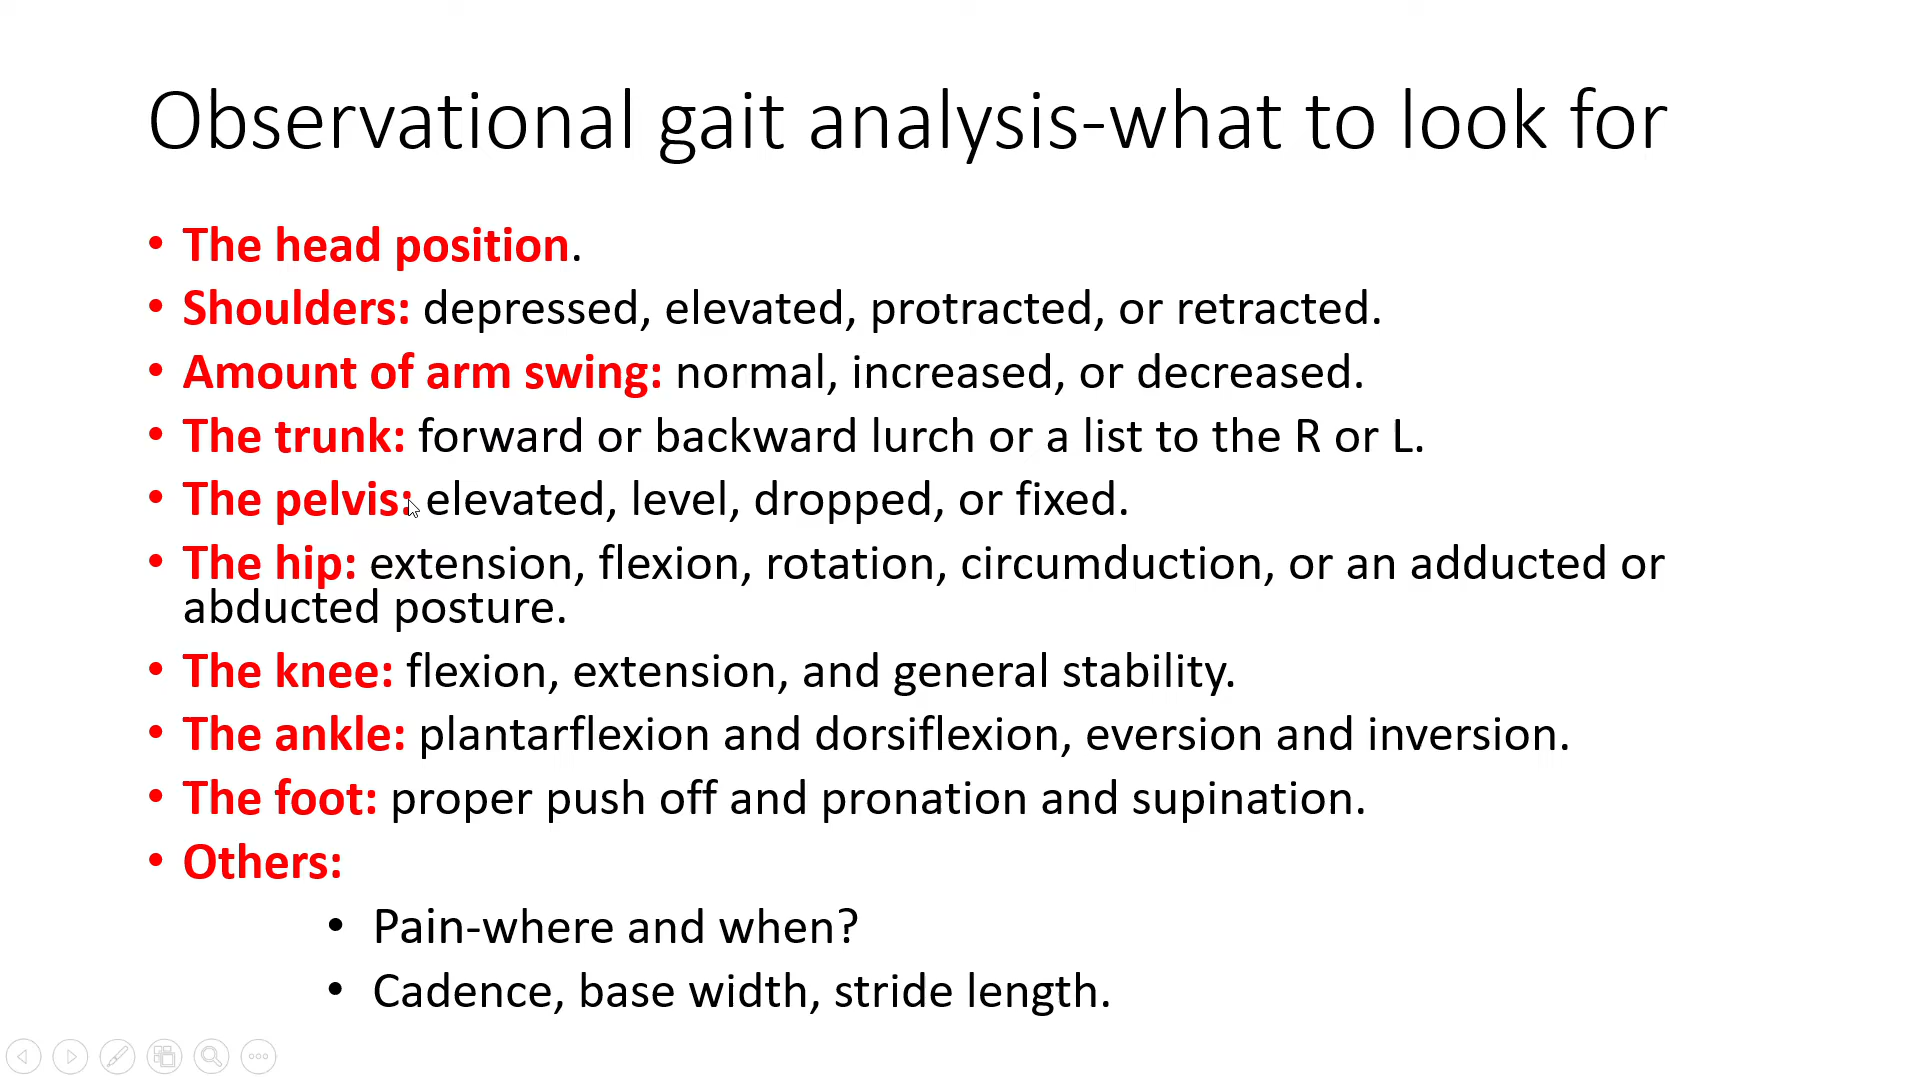 Observational gait analysis-what to look for
• The head position.
• Shoulders: depressed, elevated, protracted, or retracted.
• Amount of arm swing: normal, increased, or decreased.
• The trunk: forward or backward lurch or a list to the R or L.
• The pelvis: elevated, level, dropped, or fixed.
• The hip: extension, flexion, rotation, circumduction, or an adducted or
abducted posture.
• The knee: flexion, extension, and general stability.
• The ankle: plantarflexion and dorsiflexion, eversion and inversion.
• The foot: proper push off and pronation and supination.
• Others:
• Pain-where and when?
• Cadence, base width, stride length.